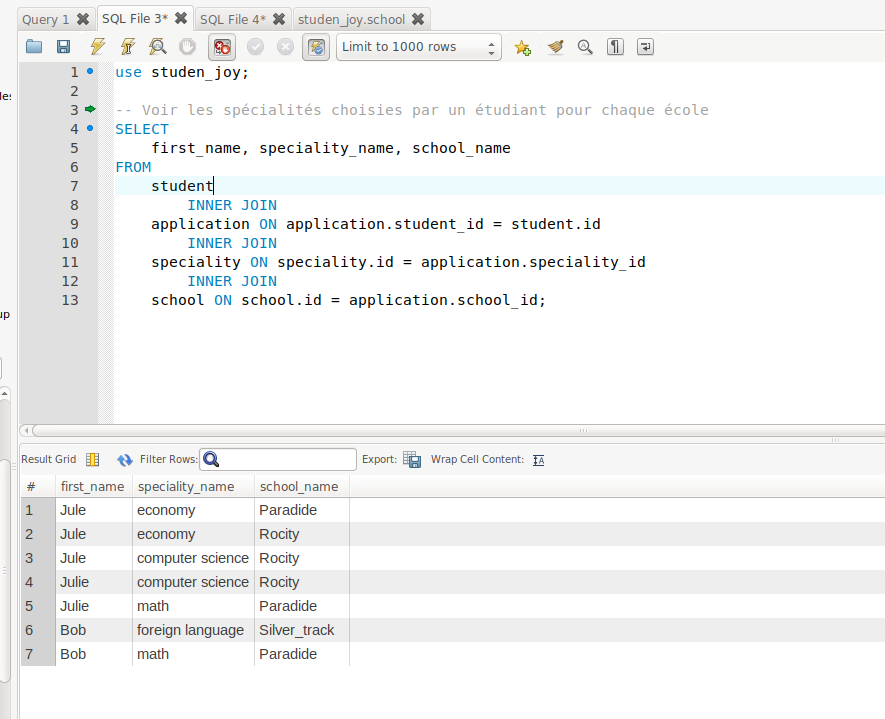 Query 1 SQL File 3* SQL File 4* studen_joy.school
Limit to 1000 rows
1 use studen_joy;
2
3 -- Voir les spécialités choisies par un étudiant pour chaque école
4 SELECT
5 first_name, speciality_name, school_name
6 FROM
7 student
8 INNER JOIN
9 application ON application.student_id = student.id
10 INNER JOIN
11 speciality ON speciality.id = application.speciality_id
12 INNER JOIN
13 school ON school.id = application.school_id;
Result Grid Filter Rows: Export: Wrap Cell Content:
# first_name speciality_name school_name
1 Jule economy Paradide
2 Jule economy Rocity
3 Jule computer science Rocity
4 Julie computer science Rocity
5 Julie math Paradide
6 Bob foreign language Silver_track
7 Bob math Paradide